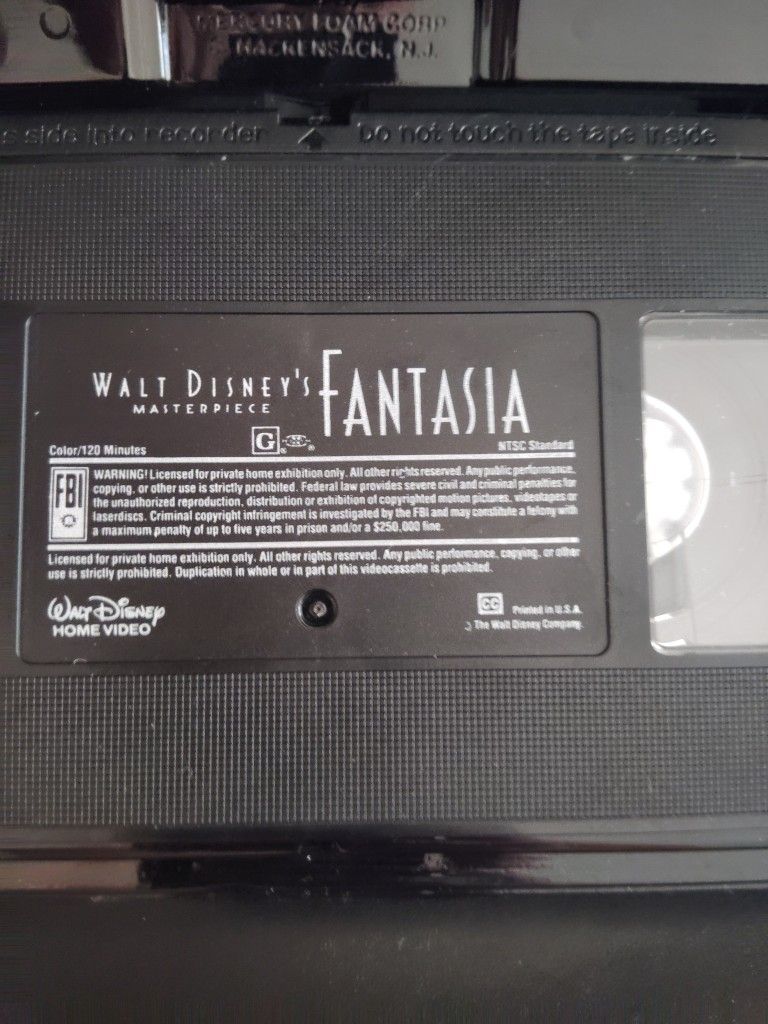 MERCURY FOAM CORP
HACKENSACK, N.J.
side into recorder
Do not touch the tape inside
WALT DISNEY'S FANTASIA
MASTERPIECE
G
Color/120 Minutes NTSC Standard
FBI
WARNING! Licensed for private home exhibition only. All other rights reserved. Any public performance,
copying, or other use is strictly prohibited. Federal law provides severe civil and criminal penalties for
the unauthorized reproduction, distribution or exhibition of copyrighted motion pictures, videotapes or
laserdiscs. Criminal copyright infringement is investigated by the FBI and may constitute a felony with
a maximum penalty of up to five years in prison and/or a $250,000 fine.
Licensed for private home exhibition only. All other rights reserved. Any public performance, copying, or other
use is strictly prohibited. Duplication in whole or in part of this videocassette is prohibited.
WALT DISNEY
HOME VIDEO
CC
Printed in U.S.A.
The Walt Disney Company